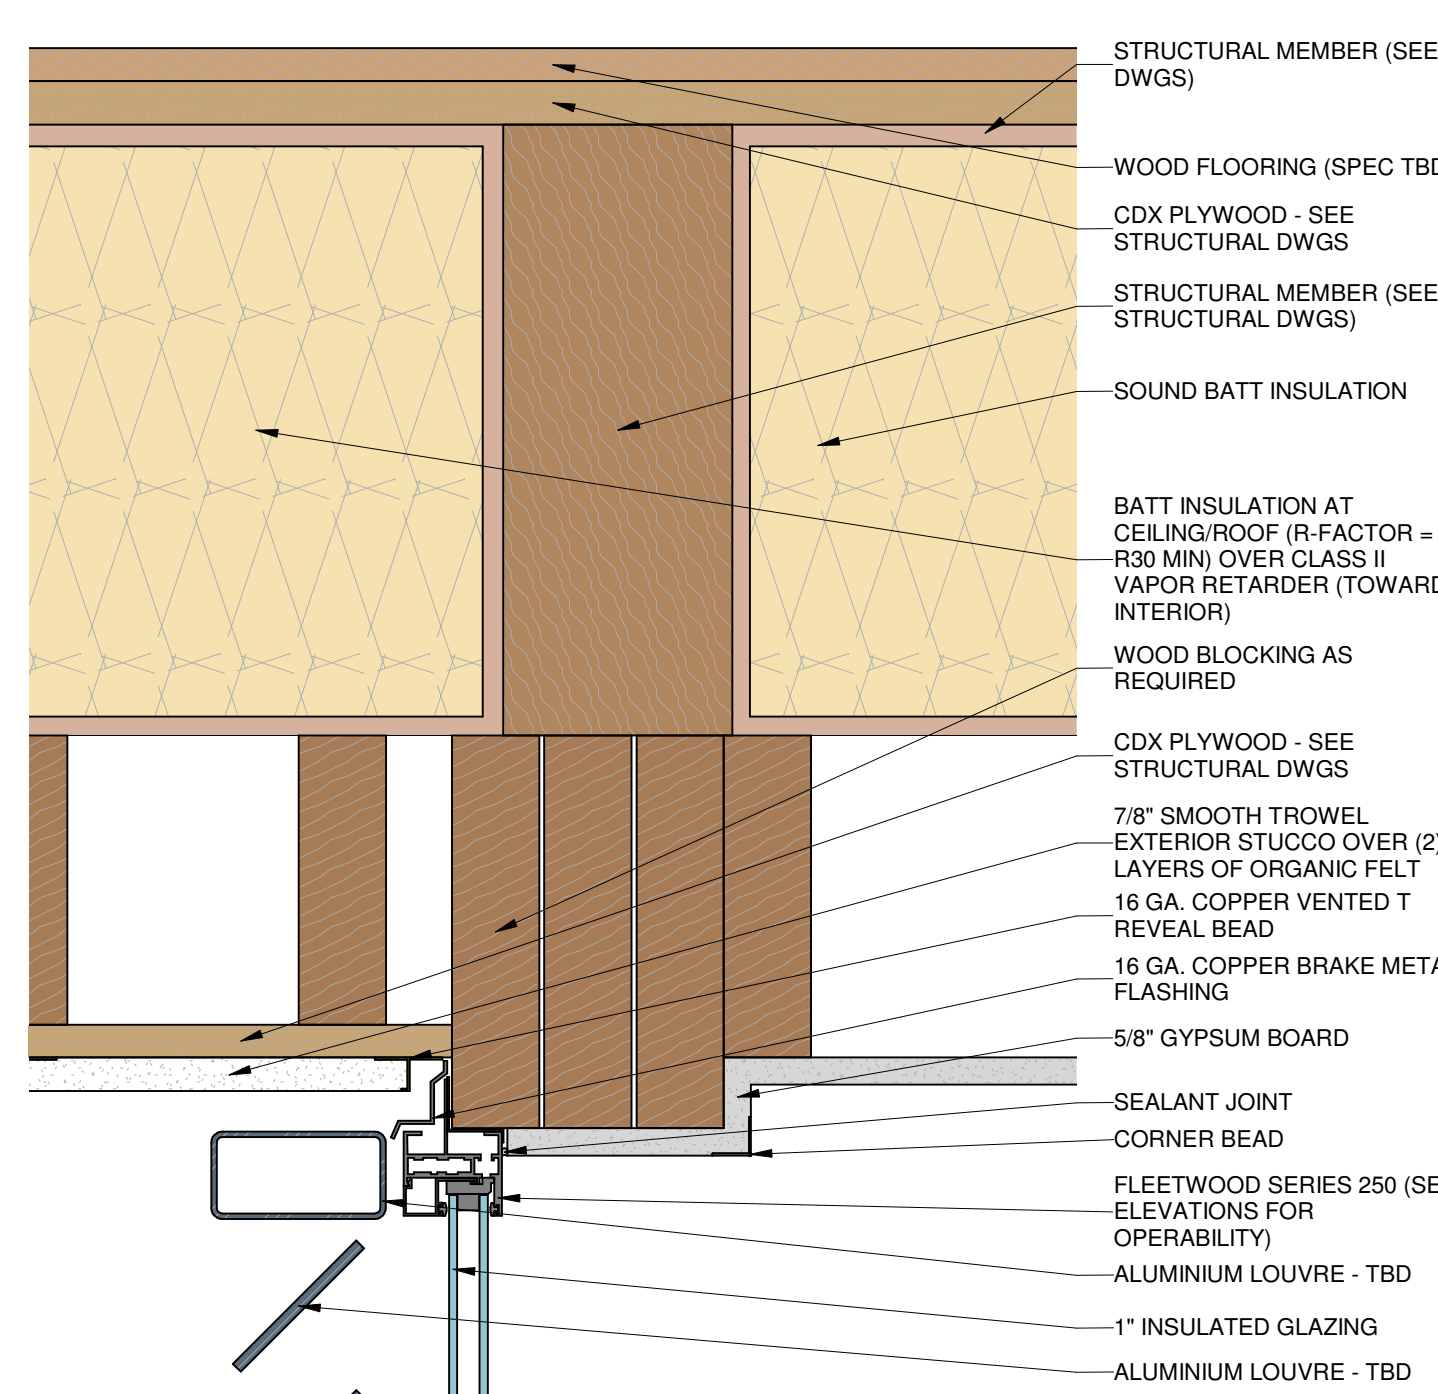 STRUCTURAL MEMBER (SEE
DWGS)
WOOD FLOORING (SPEC TBD
CDX PLYWOOD - SEE
STRUCTURAL DWGS
STRUCTURAL MEMBER (SEE
STRUCTURAL DWGS)
SOUND BATT INSULATION
BATT INSULATION AT
CEILING/ROOF (R-FACTOR =
R30 MIN) OVER CLASS II
VAPOR RETARDER (TOWARD
INTERIOR)
WOOD BLOCKING AS
REQUIRED
CDX PLYWOOD - SEE
STRUCTURAL DWGS
7/8" SMOOTH TROWEL
EXTERIOR STUCCO OVER (2)
LAYERS OF ORGANIC FELT
16 GA. COPPER VENTED T
REVEAL BEAD
16 GA. COPPER BRAKE META
FLASHING
5/8" GYPSUM BOARD
SEALANT JOINT
CORNER BEAD
FLEETWOOD SERIES 250 (SE
ELEVATIONS FOR
OPERABILITY)
ALUMINIUM LOUVRE - TBD
1" INSULATED GLAZING
ALUMINIUM LOUVRE - TBD